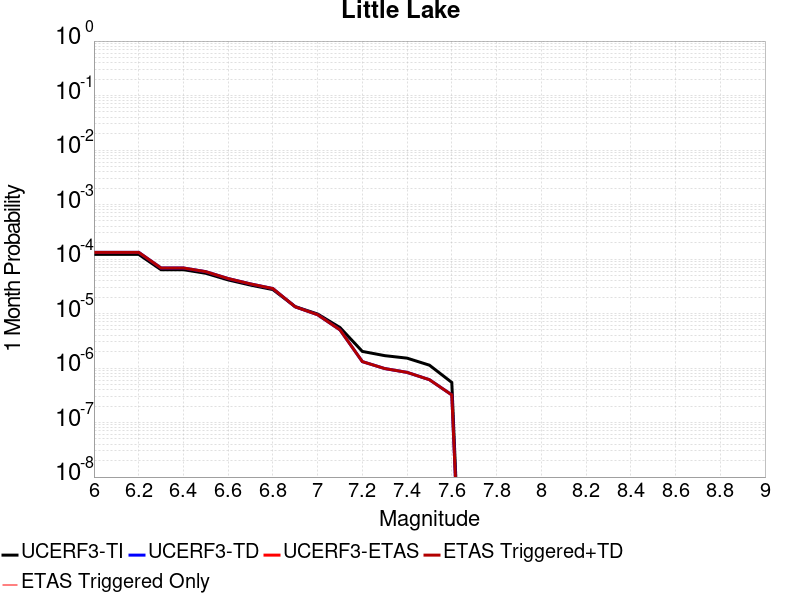 Little Lake
10^0
10^-1
10^-2
10^-3
10^-4
10^-5
10^-6
10^-7
10^-8
1 Month Probability
6 6.2 6.4 6.6 6.8 7 7.2 7.4 7.6 7.8 8 8.2 8.4 8.6 8.8 9
Magnitude
UCERF3-TI UCERF3-TD UCERF3-ETAS ETAS Triggered+TD
ETAS Triggered Only